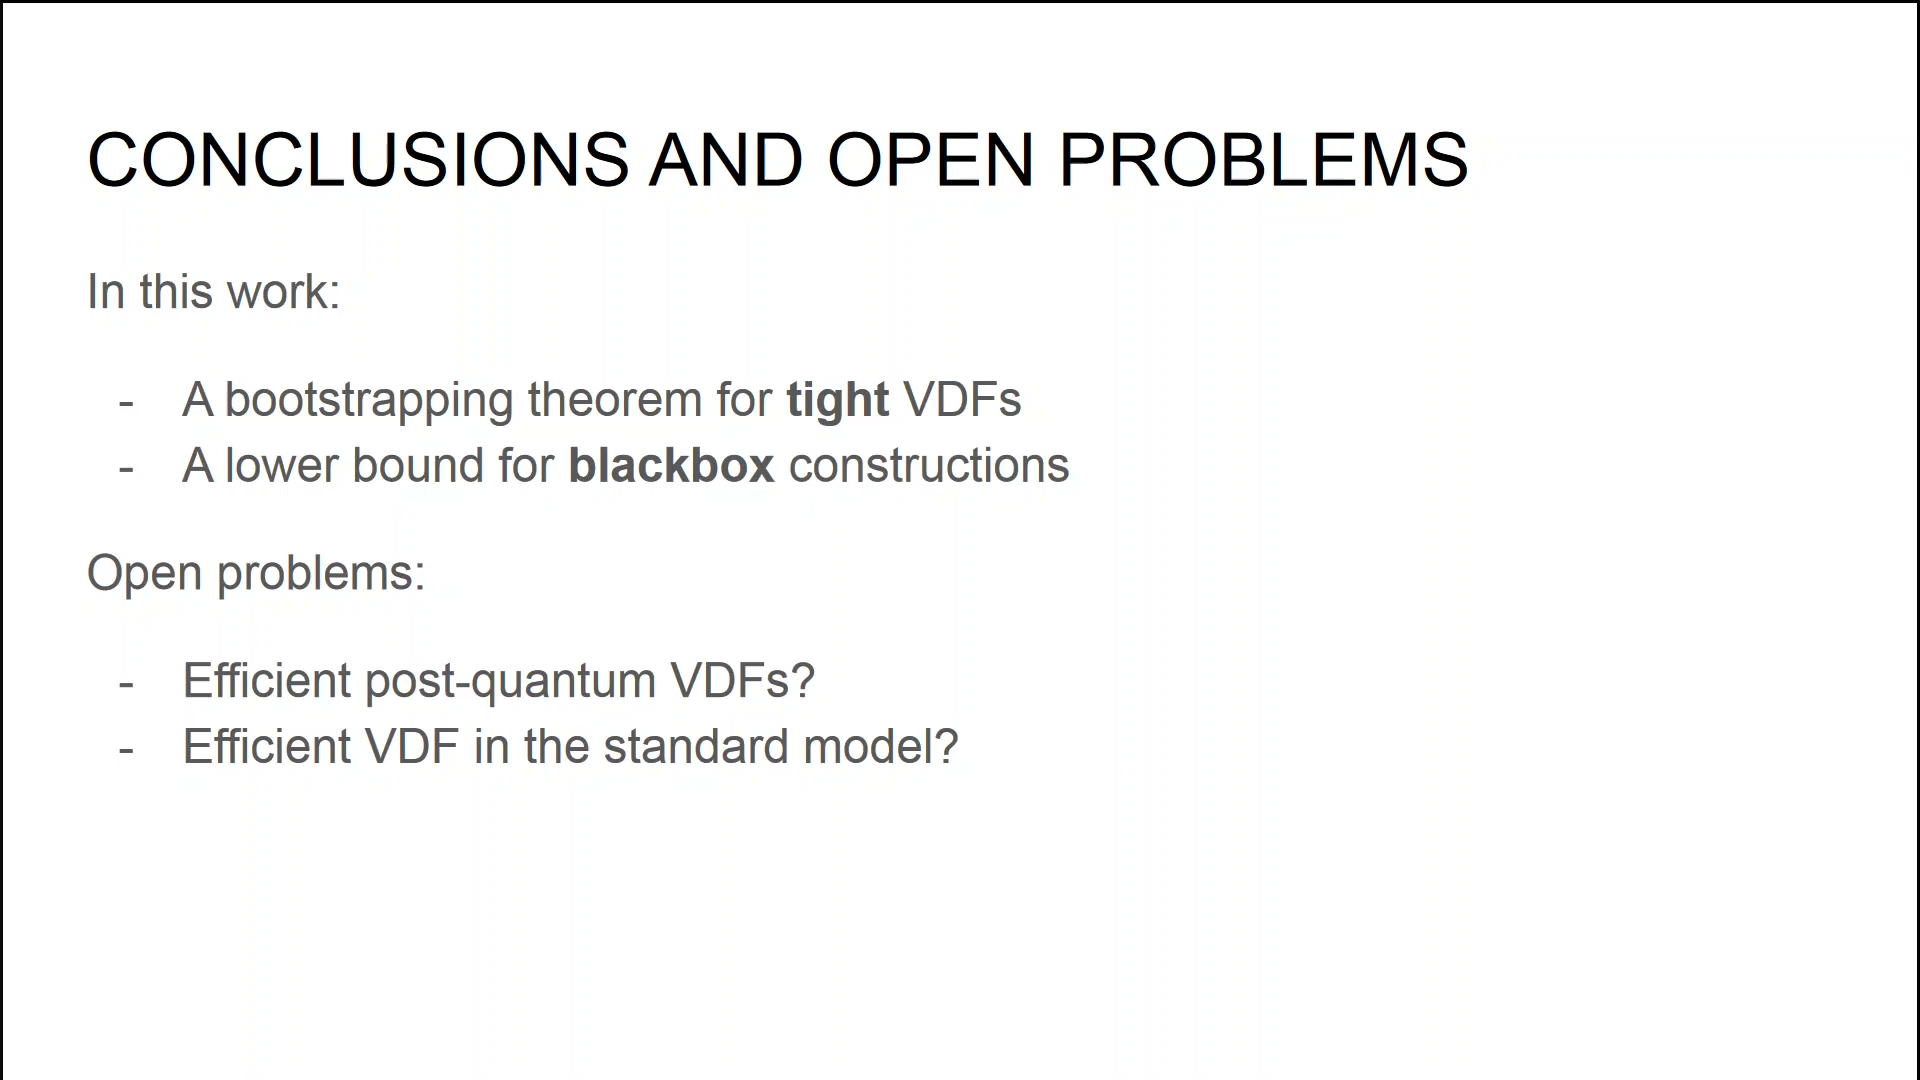 CONCLUSIONS AND OPEN PROBLEMS
In this work:
- A bootstrapping theorem for tight VDFs
- A lower bound for blackbox constructions
Open problems:
- Efficient post-quantum VDFs?
- Efficient VDF in the standard model?